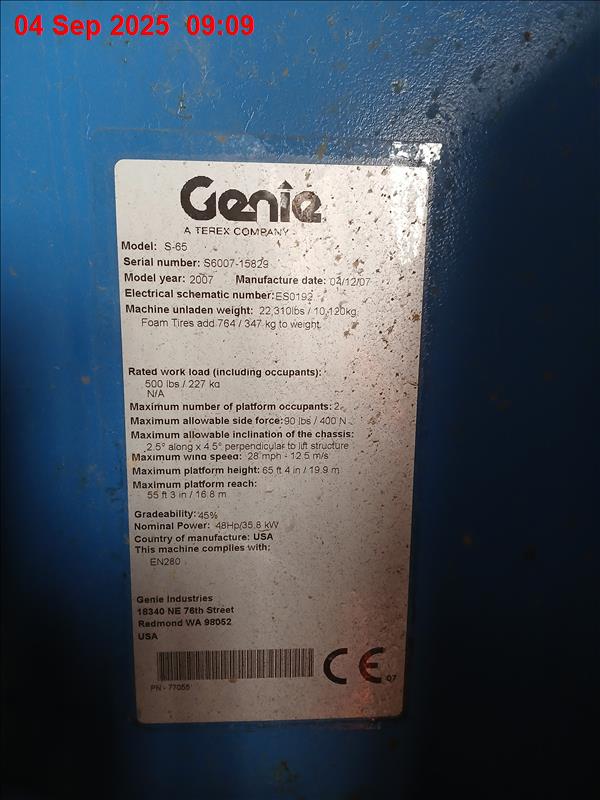 04 Sep 2025 09:09
Genie
A TEREX COMPANY
Model: S-65
Serial number: S6007-15829
Model year: 2007 Manufacture date: 04/12/07
Electrical schematic number: ES0192
Machine unladen weight: 22,310lbs / 10,120kg
Foam Tires add 764 / 347 kg to weight
Rated work load (including occupants):
500 lbs / 227 kg
N/A
Maximum number of platform occupants: 2
Maximum allowable side force: 90 lbs / 400 N
Maximum allowable inclination of the chassis:
2.5° along x 4.5° perpendicular to lift structure
Maximum wind speed: 28 mph - 12.5 m/s
Maximum platform height: 65 ft 4 in / 19.9 m
Maximum platform reach:
55 ft 3 in / 16.8 m
Gradeability: 45%
Nominal Power: 48Hp/35.8 kW
Country of manufacture: USA
This machine complies with:
EN280
Genie Industries
18340 NE 76th Street
Redmond WA 98052
USA
CE 07
PN - 77055